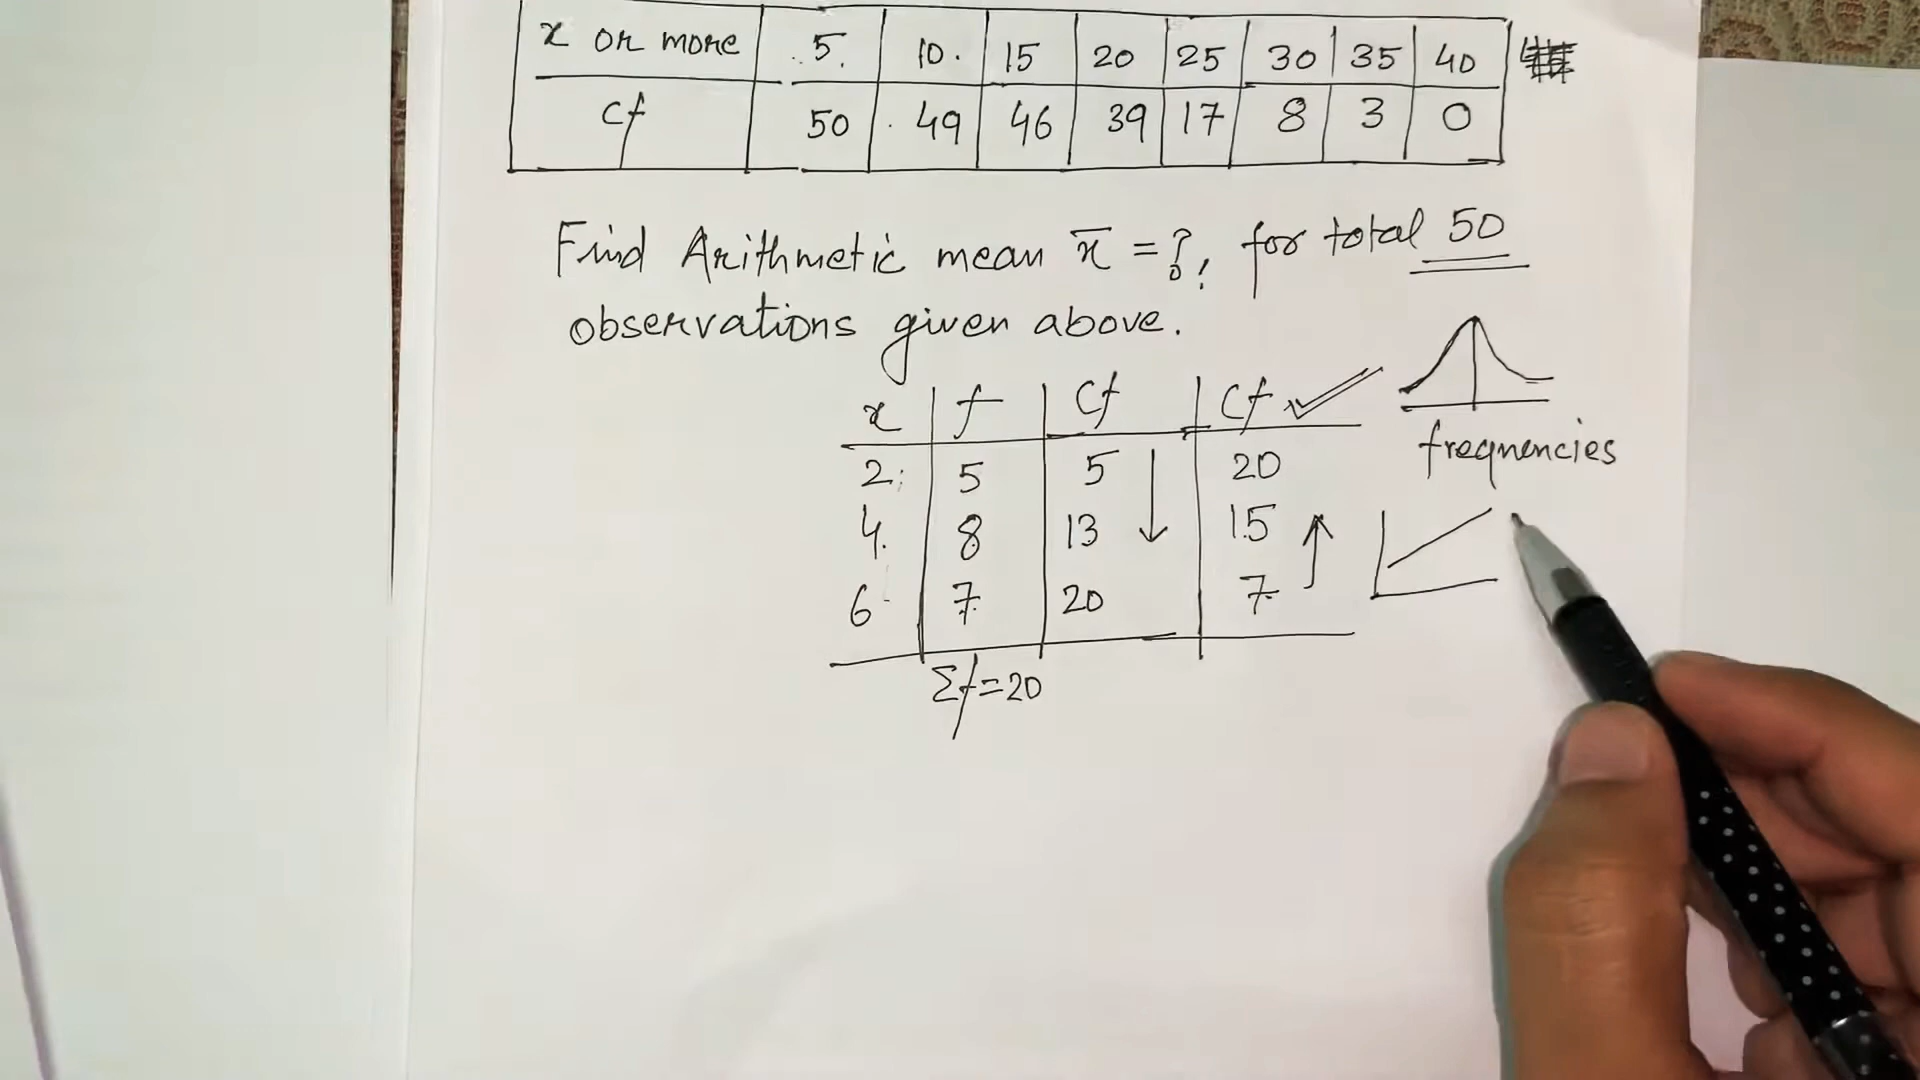 x or more 5. 10. 15 20 25 30 35 40
Cf 50 49 46 39 17 8 3 0
Find Arithmetic mean x̄ = ?, for total 50
observations given above.
x f Cf Cf ✓
frequencies
2 5 5 ↓ 20
4 8 13 15 ↑
6 7 20 7
Σf=20